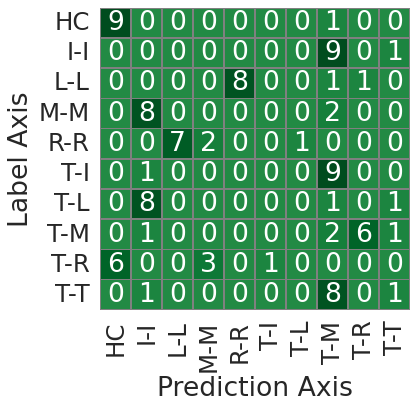 HC 9 0 0 0 0 0 0 1 0 0
I-I 0 0 0 0 0 0 0 9 0 1
L-L 0 0 0 0 8 0 0 1 1 0
M-M 0 8 0 0 0 0 0 2 0 0
R-R 0 0 7 2 0 0 1 0 0 0
T-I 0 1 0 0 0 0 0 9 0 0
T-L 0 8 0 0 0 0 0 1 0 1
T-M 0 1 0 0 0 0 0 2 6 1
T-R 6 0 0 3 0 1 0 0 0 0
T-T 0 1 0 0 0 0 0 8 0 1
Label Axis
HC I-I L-L M-M R-R T-I T-L T-M T-R T-T
Prediction Axis